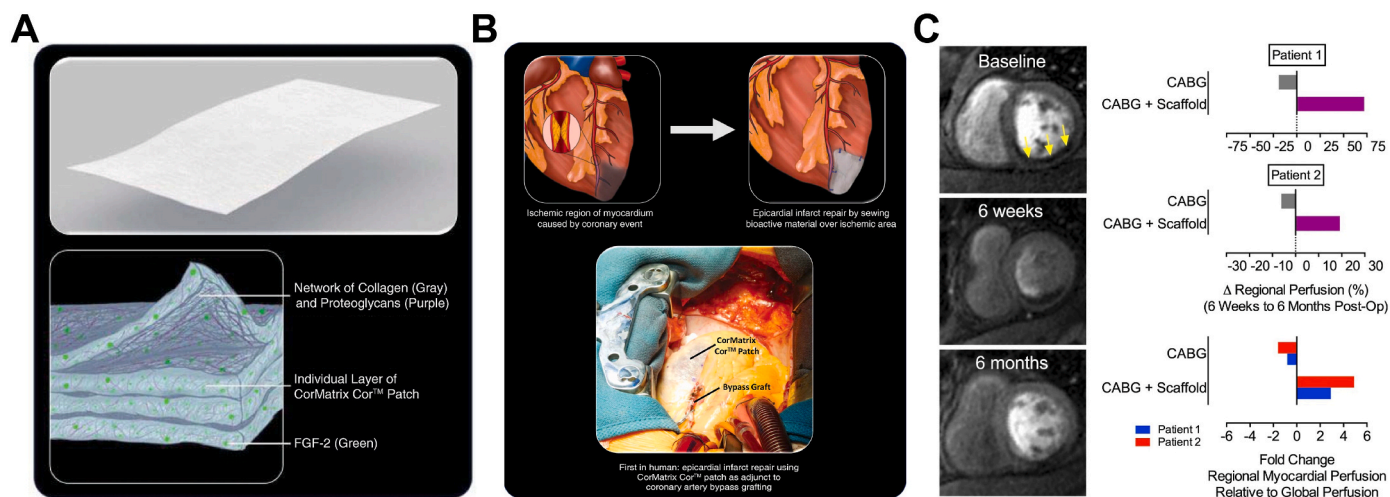 A
Network of Collagen (Gray)
and Proteoglycans (Purple)
Individual Layer of
CorMatrix Cor™ Patch
FGF-2 (Green)
B
Ischemic region of myocardium
caused by coronary event
Epicardial infarct repair by sewing
bioactive material over ischemic area
CorMatrix
Cor™ Patch
Bypass Graft
First in human: epicardial infarct repair using
CorMatrix Cor™ patch as adjunct to
coronary artery bypass grafting
C
Baseline
6 weeks
6 months
Patient 1
CABG
CABG + Scaffold
-75 -50 -25 0 25 50 75
Patient 2
CABG
CABG + Scaffold
-30 -20 -10 0 10 20 30
Δ Regional Perfusion (%)
(6 Weeks to 6 Months Post-Op)
CABG
CABG + Scaffold
Patient 1
Patient 2
-6 -4 -2 0 2 4 6
Fold Change
Regional Myocardial Perfusion
Relative to Global Perfusion